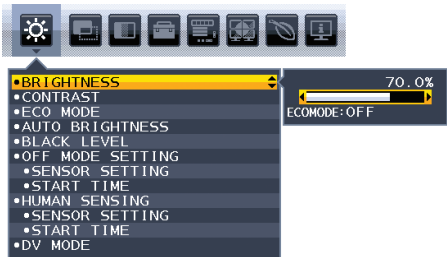 •BRIGHTNESS
70.0%
•CONTRAST
ECOMODE:OFF
•ECO MODE
•AUTO BRIGHTNESS
•BLACK LEVEL
•OFF MODE SETTING
•SENSOR SETTING
•START TIME
•HUMAN SENSING
•SENSOR SETTING
•START TIME
•DV MODE